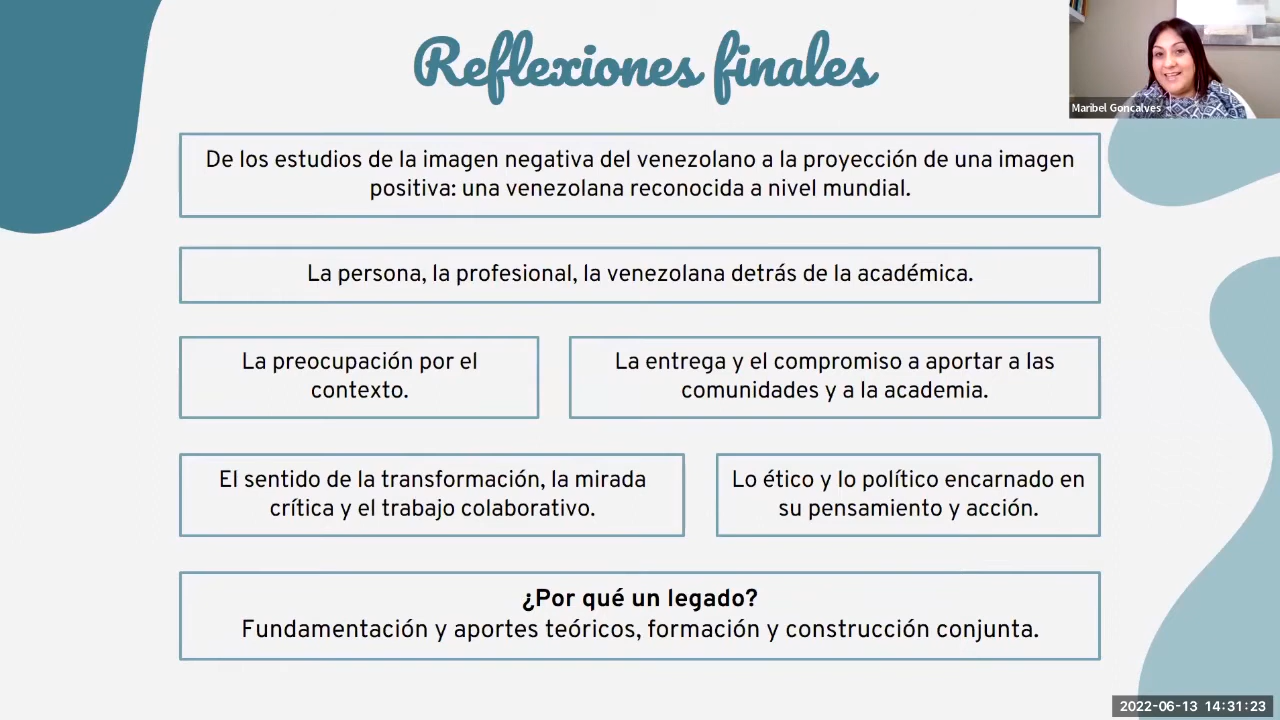 Reflexiones finales
Maribel Goncalves
De los estudios de la imagen negativa del venezolano a la proyección de una imagen
positiva: una venezolana reconocida a nivel mundial.
La persona, la profesional, la venezolana detrás de la académica.
La preocupación por el
contexto.
La entrega y el compromiso a aportar a las
comunidades y a la academia.
El sentido de la transformación, la mirada
crítica y el trabajo colaborativo.
Lo ético y lo político encarnado en
su pensamiento y acción.
¿Por qué un legado?
Fundamentación y aportes teóricos, formación y construcción conjunta.
2022-06-13 14:31:23